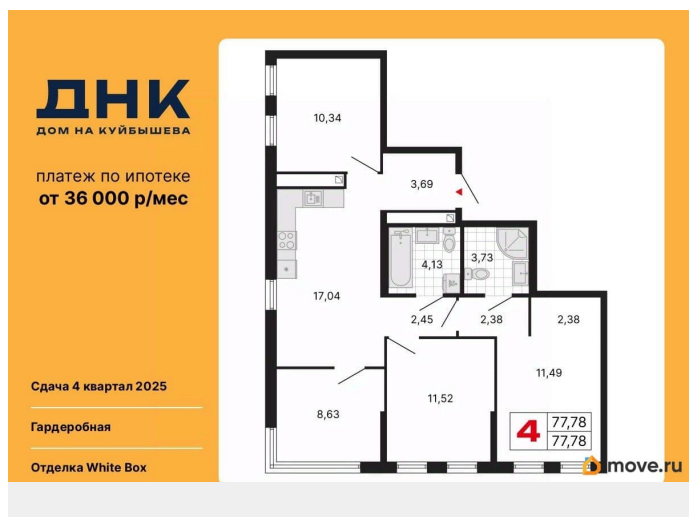 ДНК
ДОМ НА КУЙБЫШЕВА
платеж по ипотеке
от 36 000 р/мес
Сдача 4 квартал 2025
Гардеробная
Отделка White Box
10,34
3,69
4,13
3,73
17,04
2,45
2,38
2,38
8,63
11,52
11,49
4
77,78
77,78
move.ru